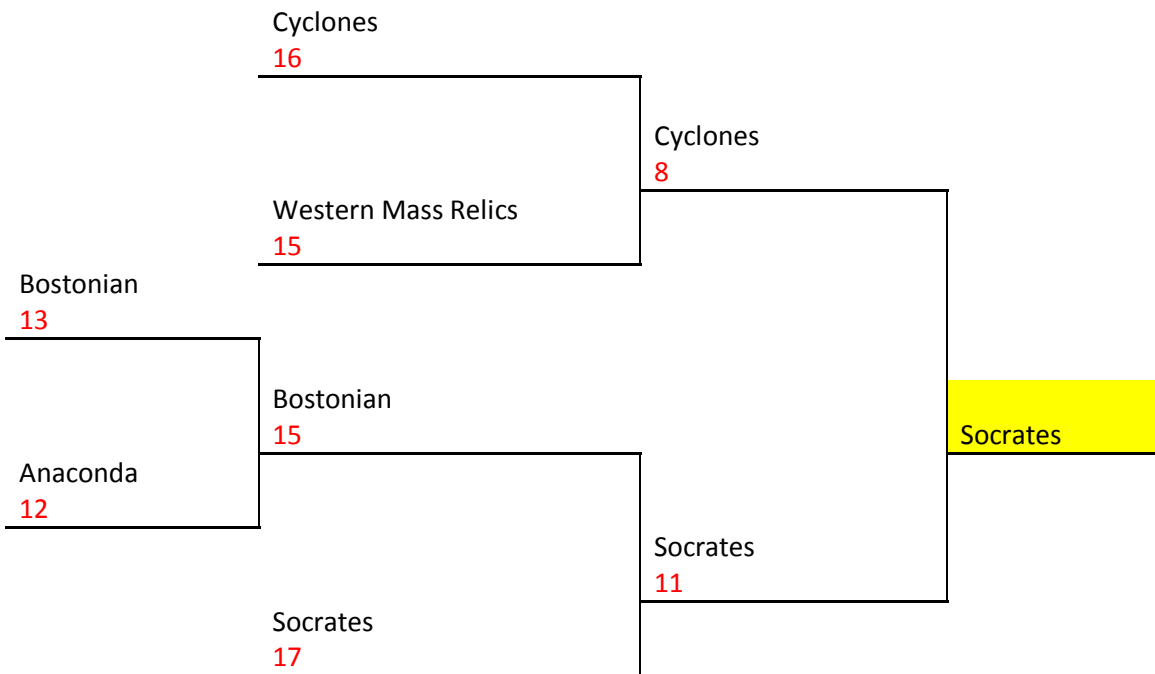 Cyclones
16
Cyclones
8
Western Mass Relics
15
Bostonian
13
Bostonian
15
Socrates
Anaconda
12
Socrates
11
Socrates
17